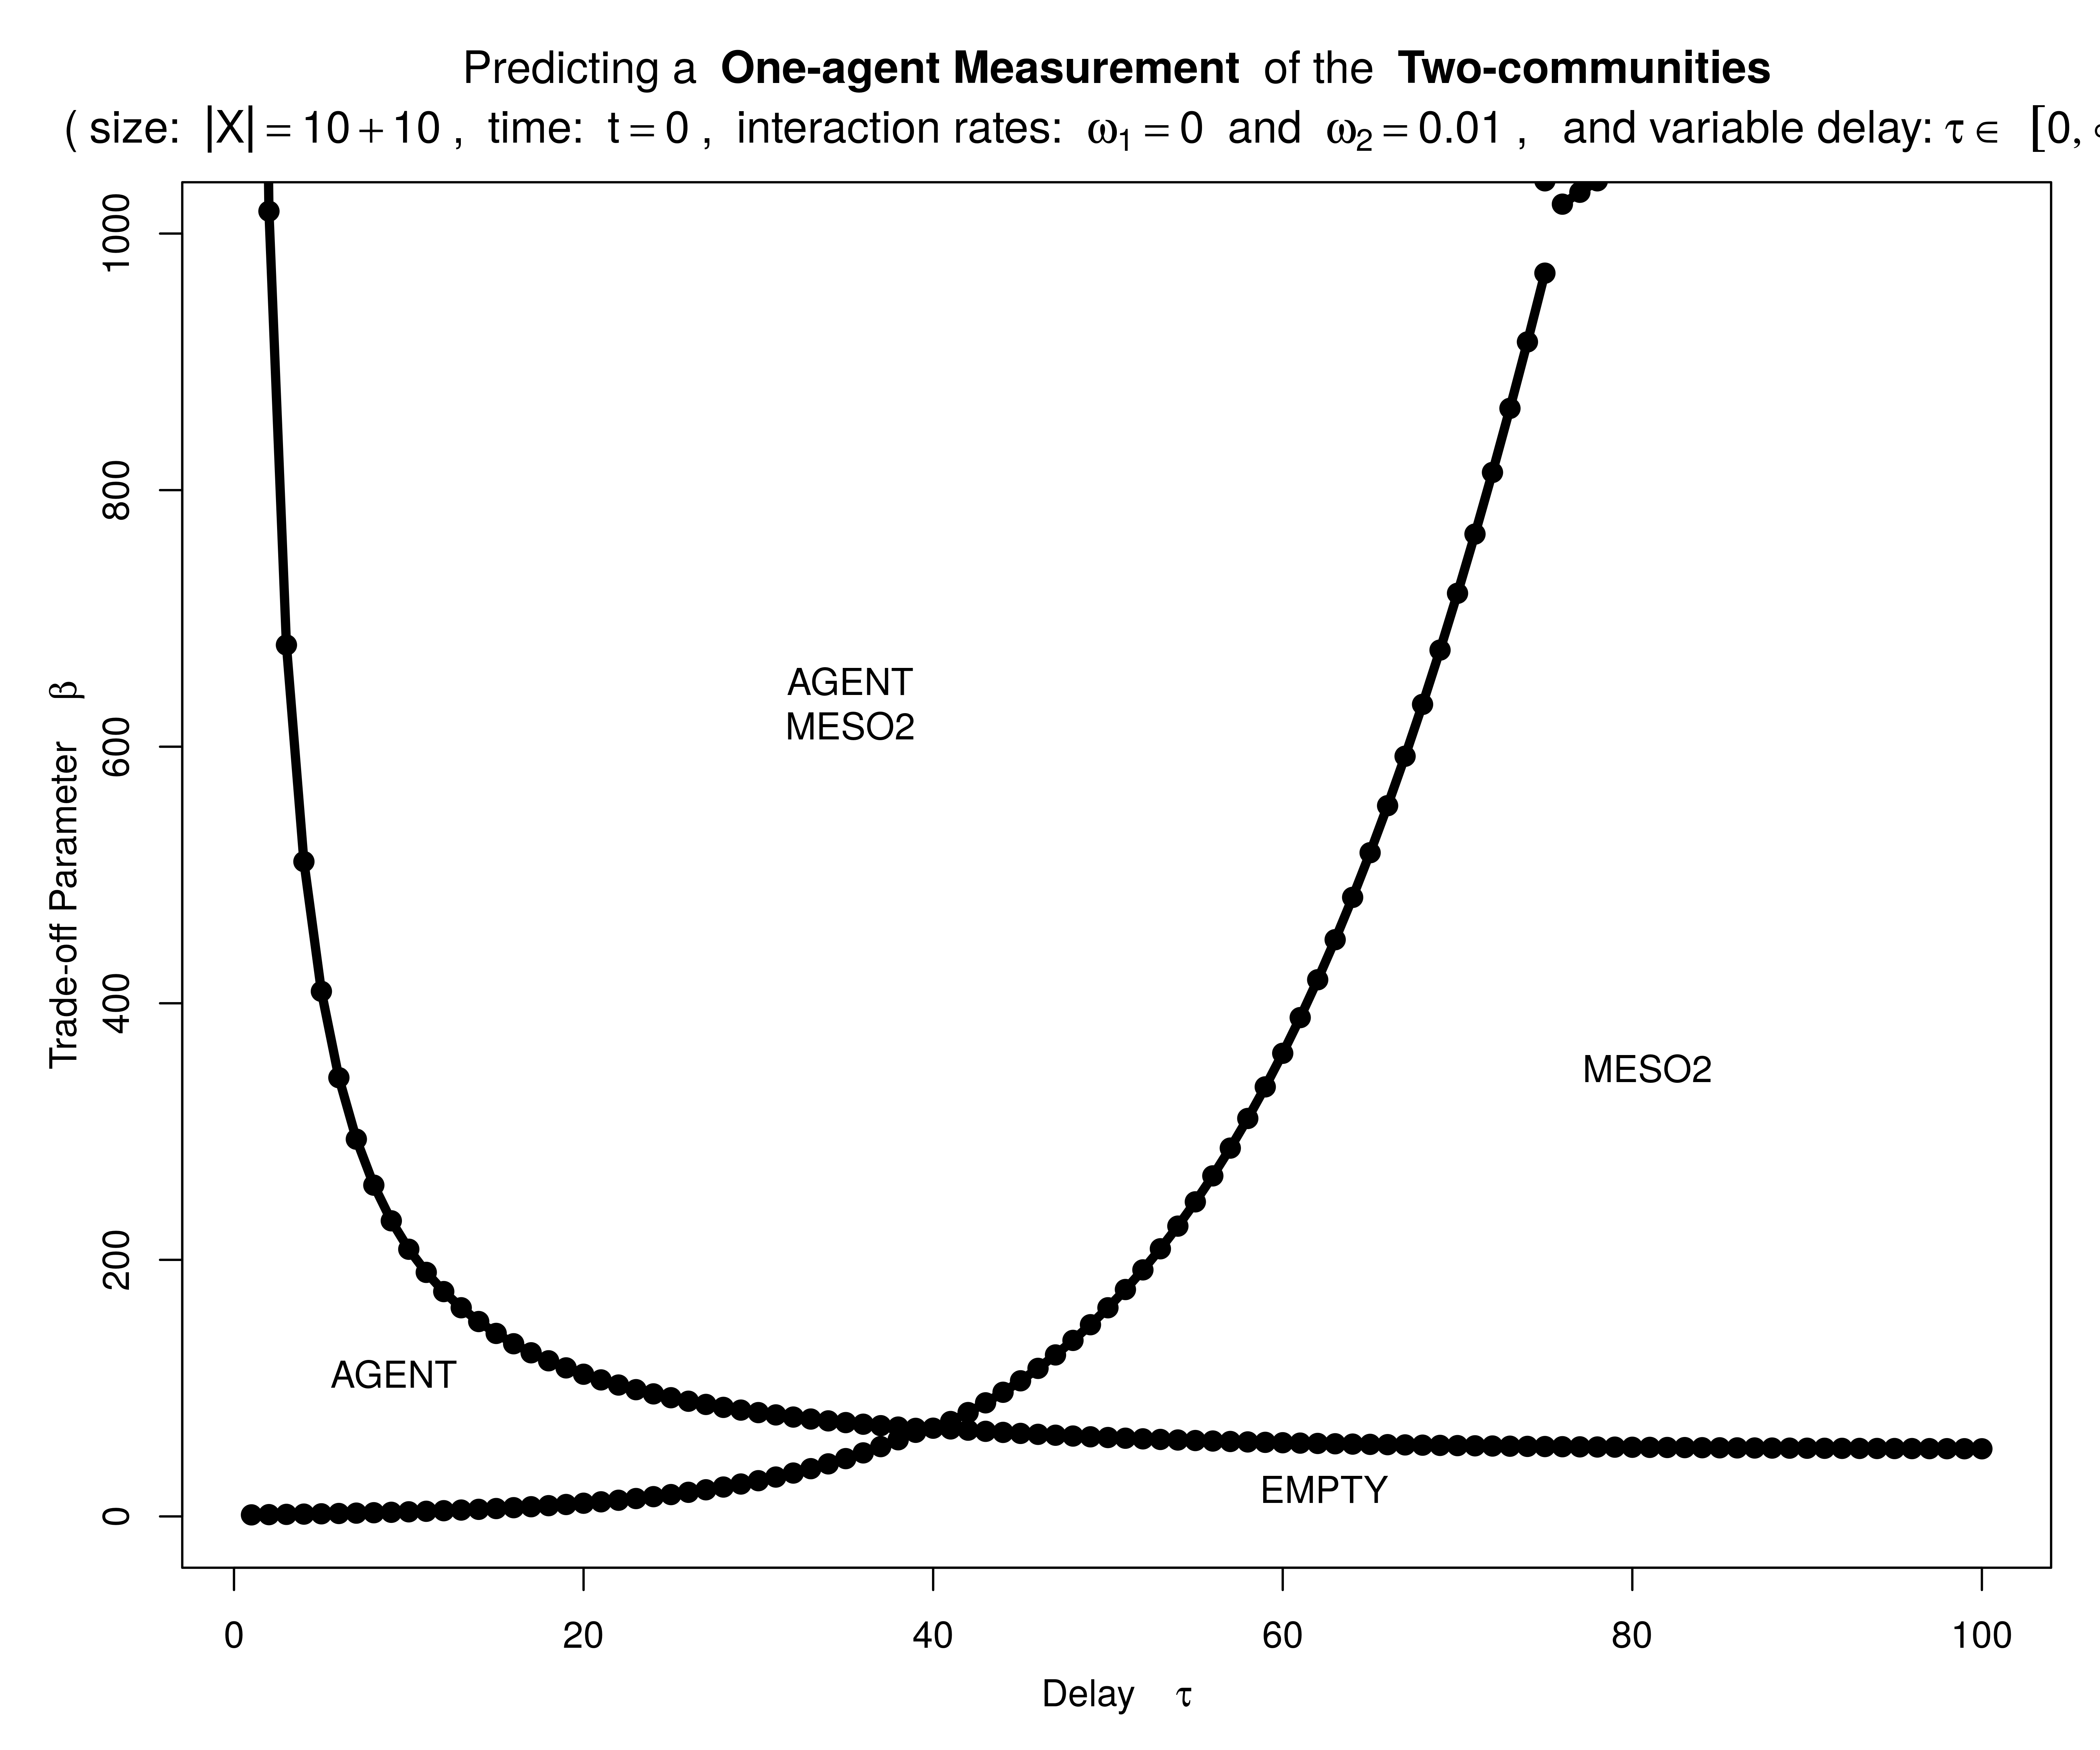 Predicting a One-agent Measurement of the Two-communities
( size: |X| = 10 + 10 , time: t = 0 , interaction rates: ω₁ = 0 and ω₂ = 0.01 , and variable delay: τ ∈ [0,
1000
800
600
400
200
0
Trade-off Parameter β
AGENT
MESO2
MESO2
AGENT
EMPTY
0 20 40 60 80 100
Delay τ